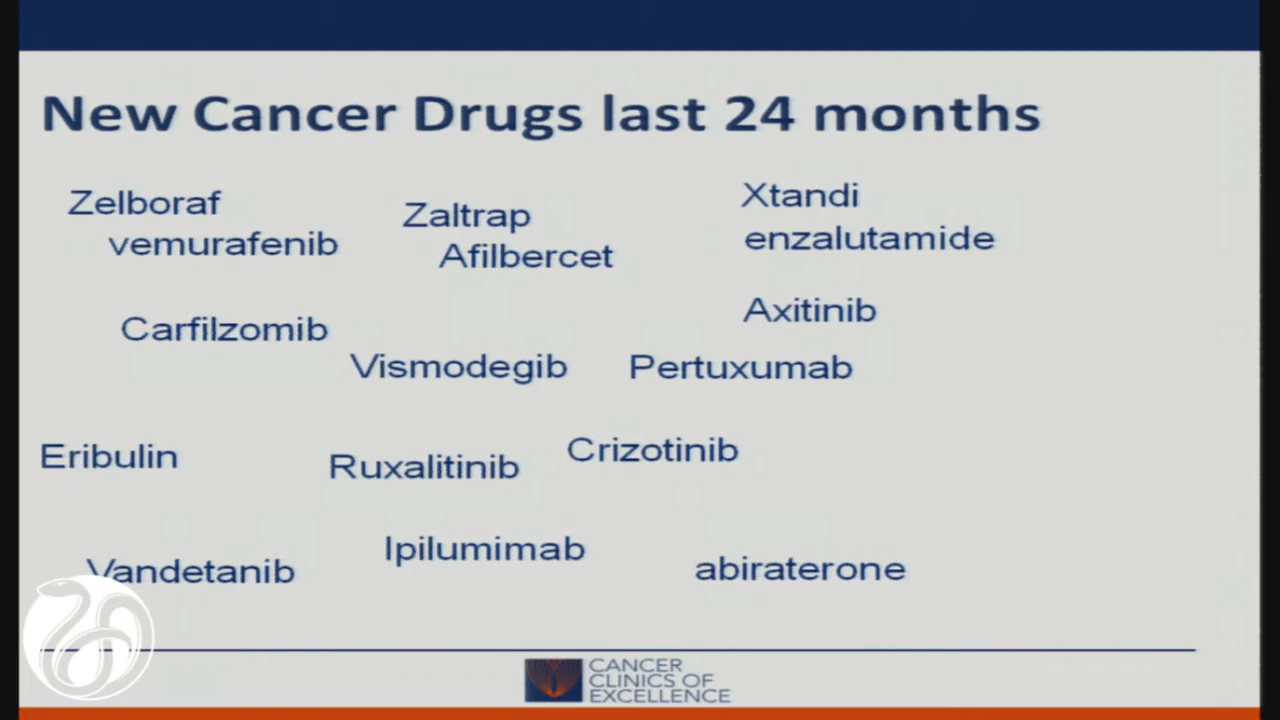 New Cancer Drugs last 24 months
Zelboraf
vemurafenib
Zaltrap
Afilbercet
Xtandi
enzalutamide
Carfilzomib
Axitinib
Vismodegib
Pertuxumab
Eribulin
Ruxalitinib
Crizotinib
Vandetanib
Ipilumimab
abiraterone
CANCER
CLINICS OF
EXCELLENCE